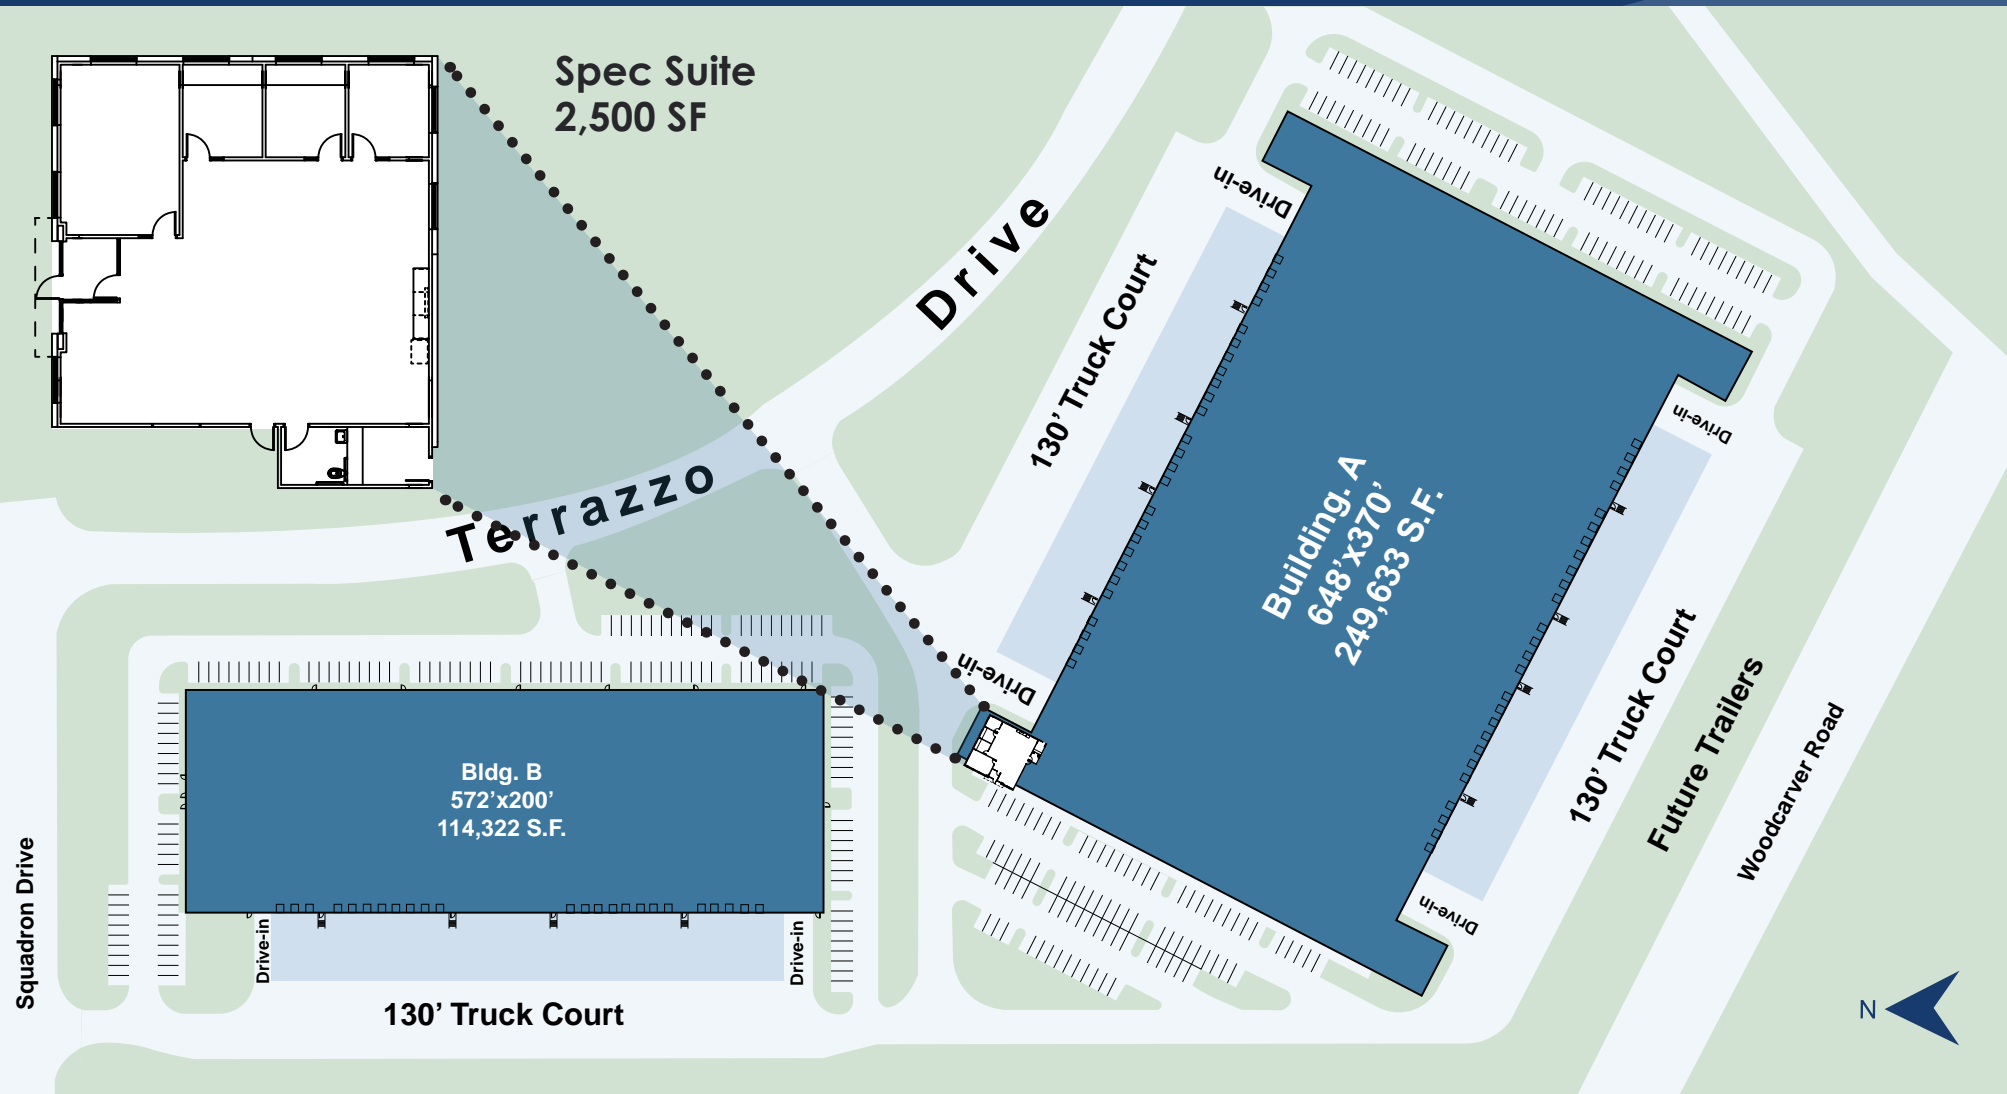 Spec Suite
2,500 SF
Terrazzo Drive
Drive-in
130’ Truck Court
Drive-in
Building. A
648’x370’
249,633 S.F.
Drive-in
130’ Truck Court
Drive-in
Future Trailers
Woodcarver Road
Bldg. B
572’x200’
114,322 S.F.
Squadron Drive
Drive-in
Drive-in
130’ Truck Court
N